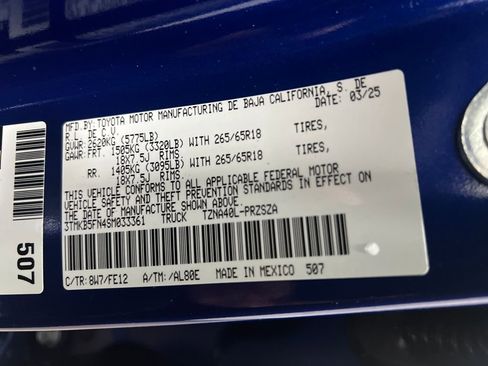 MFD.BY:TOYOTA MOTOR MANUFACTURING DE BAJA CALIFORNIA, S. DE
R.L. DE C.V. DATE: 03/25
GVWR: 2620KG (5775LB)
GAWR: FRT. 1505KG (3320LB) WITH 265/65R18 TIRES,
18X7.5J RIMS.
RR. 1405KG (3095LB) WITH 265/65R18 TIRES,
18X7.5J RIMS.
THIS VEHICLE CONFORMS TO ALL APPLICABLE FEDERAL MOTOR
VEHICLE SAFETY AND THEFT PREVENTION STANDARDS IN EFFECT ON
THE DATE OF MANUFACTURE SHOWN ABOVE.
3TMKB5FN4SM033361 TRUCK TZNA40L-PRZSZA
C/TR: 8W7/FE12 A/TM: /AL80E MADE IN MEXICO 507
507